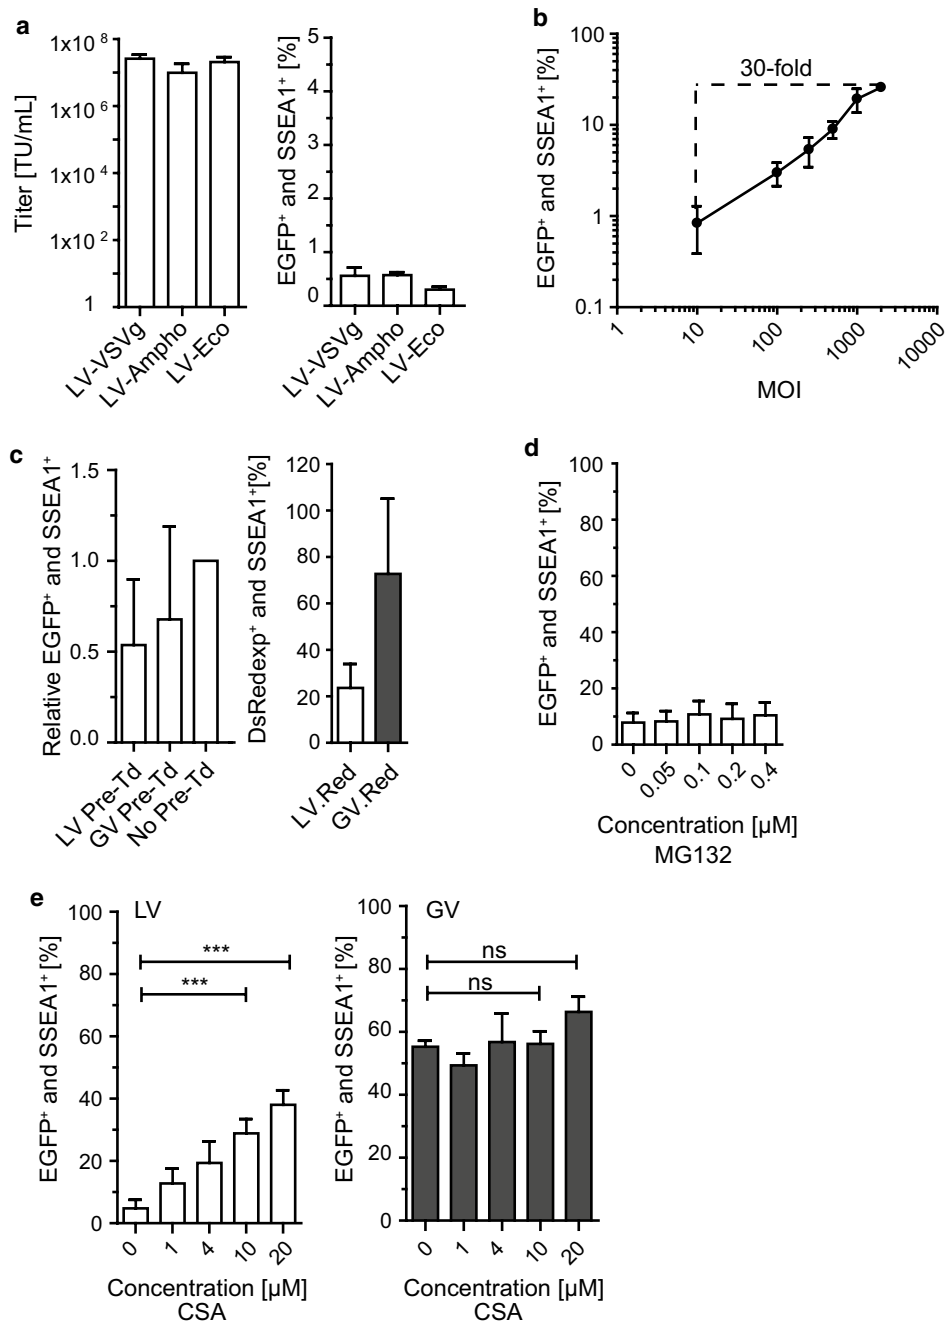 a
Titer [TU/mL]
1x10 8
1x10 6
1x10 4
1x10 2
1
LV-VSVg
LV-Ampho
LV-Eco
EGFP+ and SSEA1+ [%]
5
4
3
2
1
0
LV-VSVg
LV-Ampho
LV-Eco
b
EGFP+ and SSEA1+ [%]
100
10
1
0.1
30-fold
1
10
100
1000
10000
MOI
c
Relative EGFP+ and SSEA1+
1.5
1.0
0.5
0.0
LV Pre-Td
GV Pre-Td
No Pre-Td
DsRedexp+ and SSEA1+[%]
120
100
80
60
40
20
0
LV.Red
GV.Red
d
EGFP+ and SSEA1+ [%]
100
80
60
40
20
0
0
0.05
0.1
0.2
0.4
Concentration [µM]
MG132
e
LV
EGFP+ and SSEA1+ [%]
100
80
60
40
20
0
***
***
0
1
4
10
20
Concentration [µM]
CSA
GV
EGFP+ and SSEA1+ [%]
100
80
60
40
20
0
ns
ns
0
1
4
10
20
Concentration [µM]
CSA